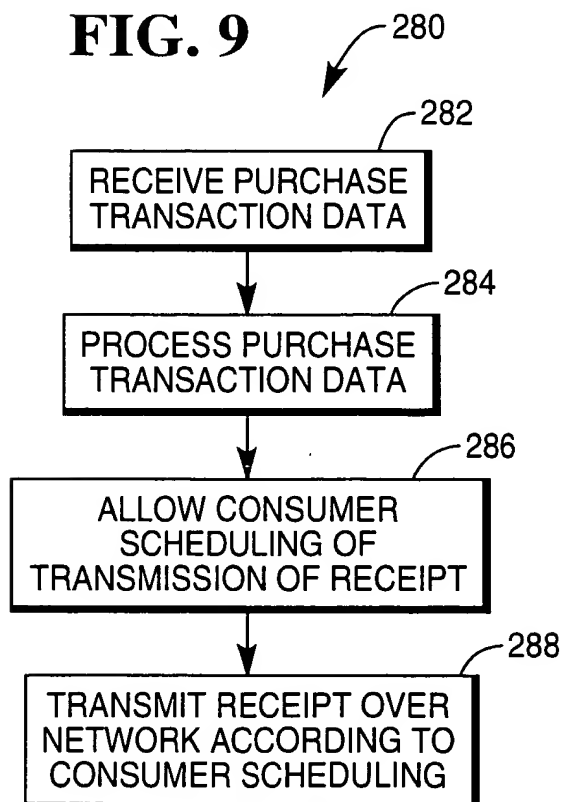 FIG. 9
280
282
RECEIVE PURCHASE
TRANSACTION DATA
284
PROCESS PURCHASE
TRANSACTION DATA
286
ALLOW CONSUMER
SCHEDULING OF
TRANSMISSION OF RECEIPT
288
TRANSMIT RECEIPT OVER
NETWORK ACCORDING TO
CONSUMER SCHEDULING